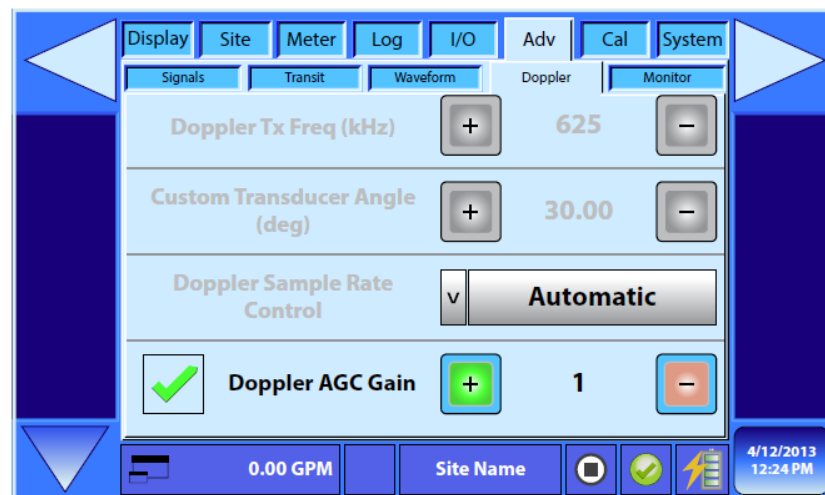 Display Site Meter Log I/O Adv Cal System
Signals Transit Waveform Doppler Monitor
Doppler Tx Freq (kHz) + 625 −
Custom Transducer Angle
(deg) + 30.00 −
Doppler Sample Rate
Control v Automatic
Doppler AGC Gain + 1 −
0.00 GPM Site Name
4/12/2013
12:24 PM